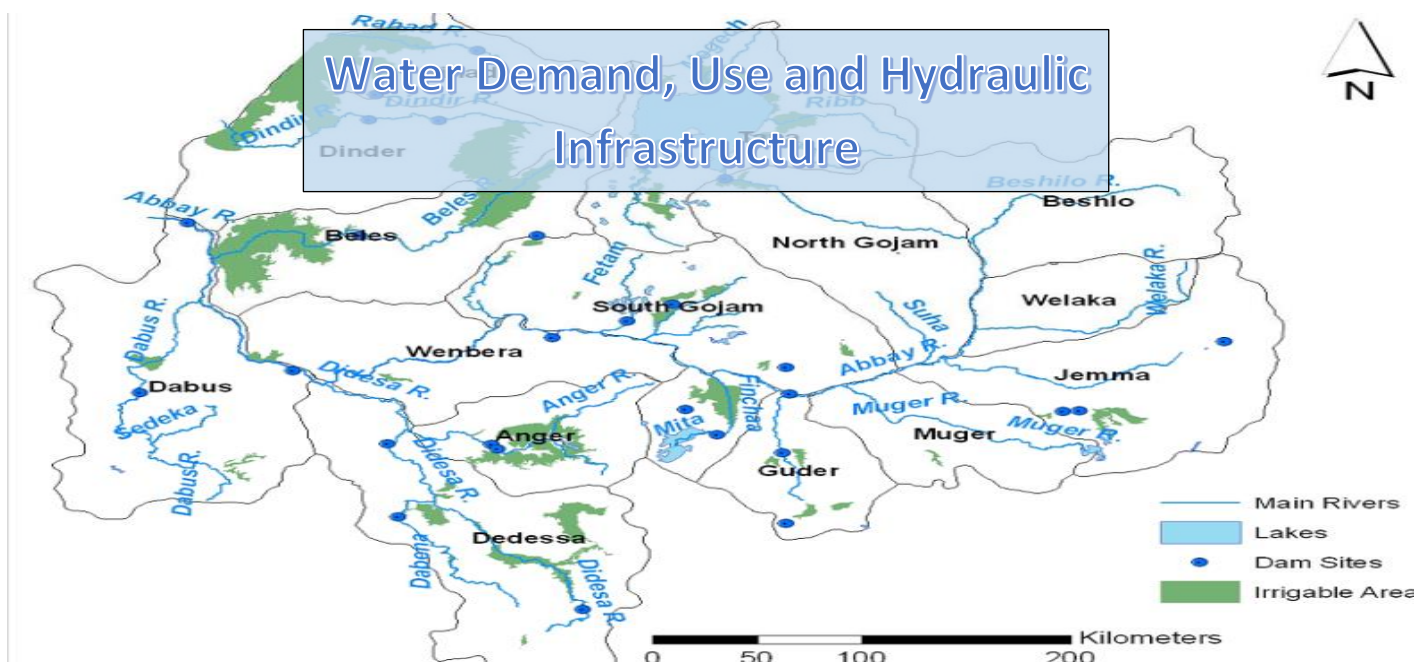 Rahad R.
Water Demand, Use and Hydraulic
Infrastructure
Dindir R.
Dindir R.
Ribb
Dinder
Beshilo R.
Beshlo
Abbay R.
Beles R.
Beles
North Gojam
Fetam
Welaka R.
Welaka
South Gojam
Suha
Dabus R.
Wenbera
Abbay R.
Jemma
Dabus
Didesa R.
Anger R.
Finchaa
Muger R.
Sedeka
Anger
Mita
Muger
Muger R.
Didesa R.
Guder
Dabus R.
Dedessa
Dabena
Didesa R.
N
Main Rivers
Lakes
Dam Sites
Irrigable Area
Kilometers
0 50 100 200